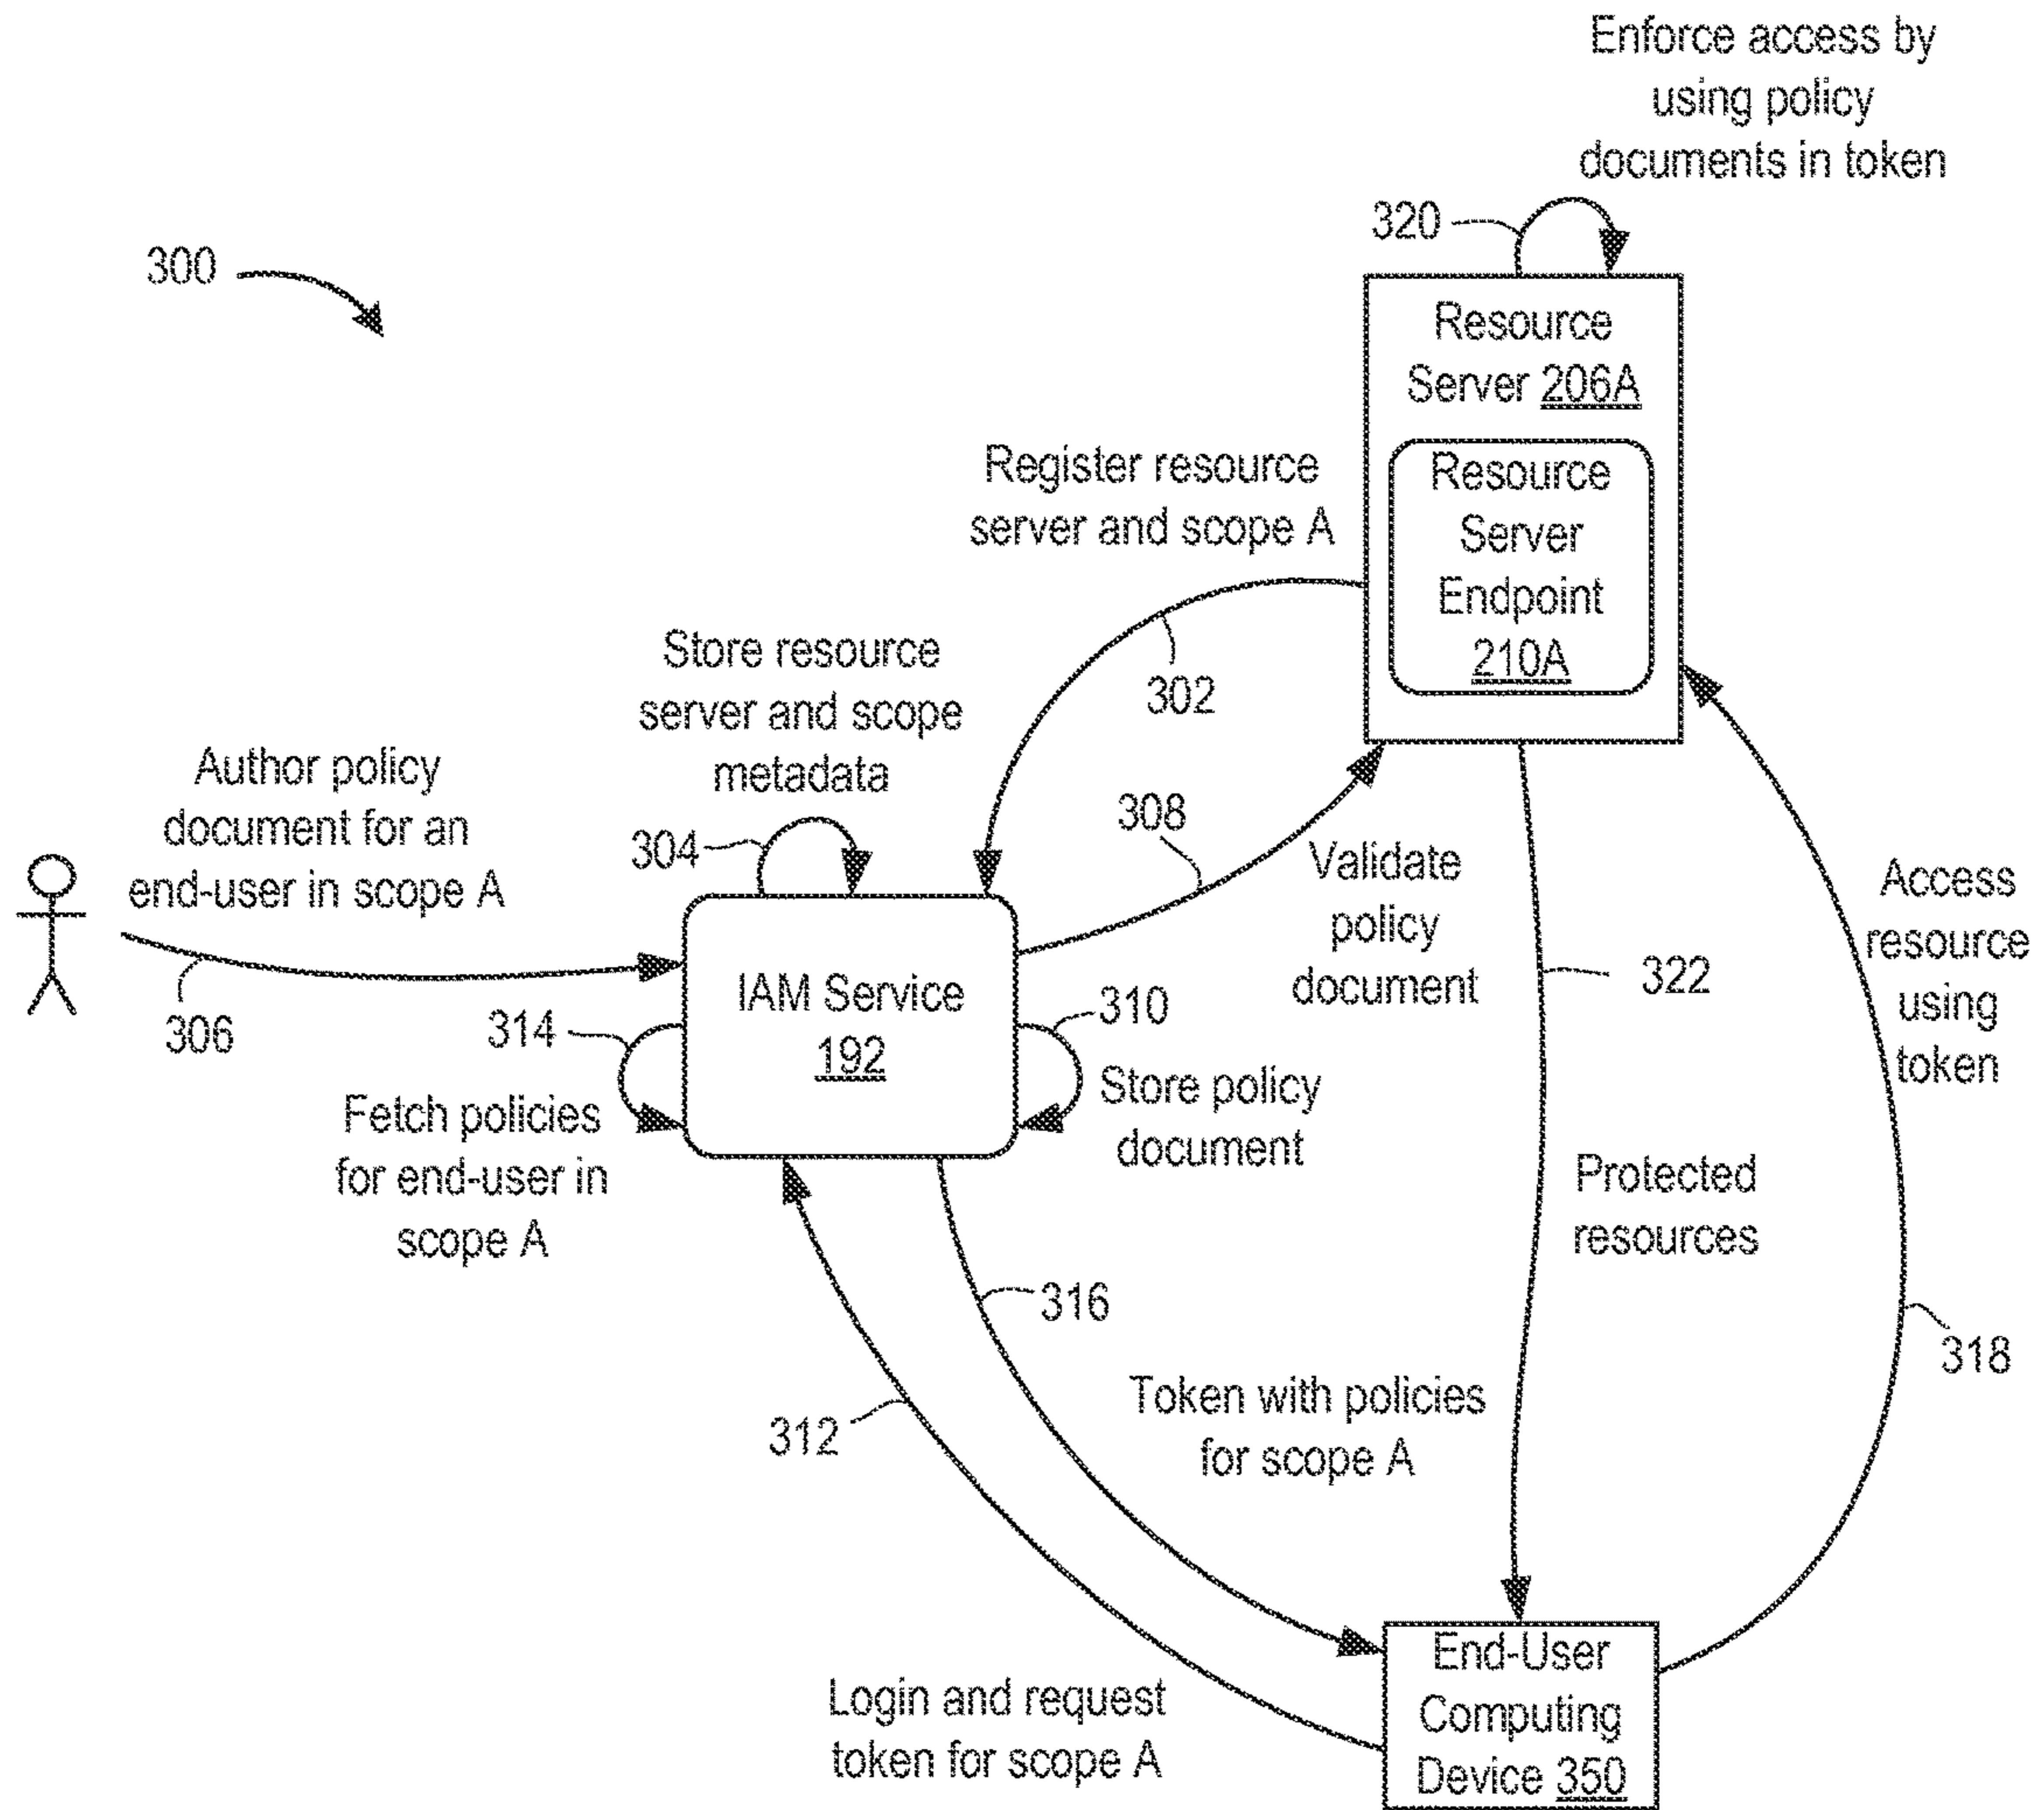 Enforce access by
using policy
documents in token
320
300
Resource
Server 206A
Resource
Server
Endpoint
210A
Register resource
server and scope A
302
Store resource
server and scope
metadata
304
Author policy
document for an
end-user in scope A
306
308
Validate
policy
document
IAM Service
192
310
Store policy
document
314
Fetch policies
for end-user in
scope A
322
Access
resource
using
token
Protected
resources
318
316
Token with policies
for scope A
312
Login and request
token for scope A
End-User
Computing
Device 350